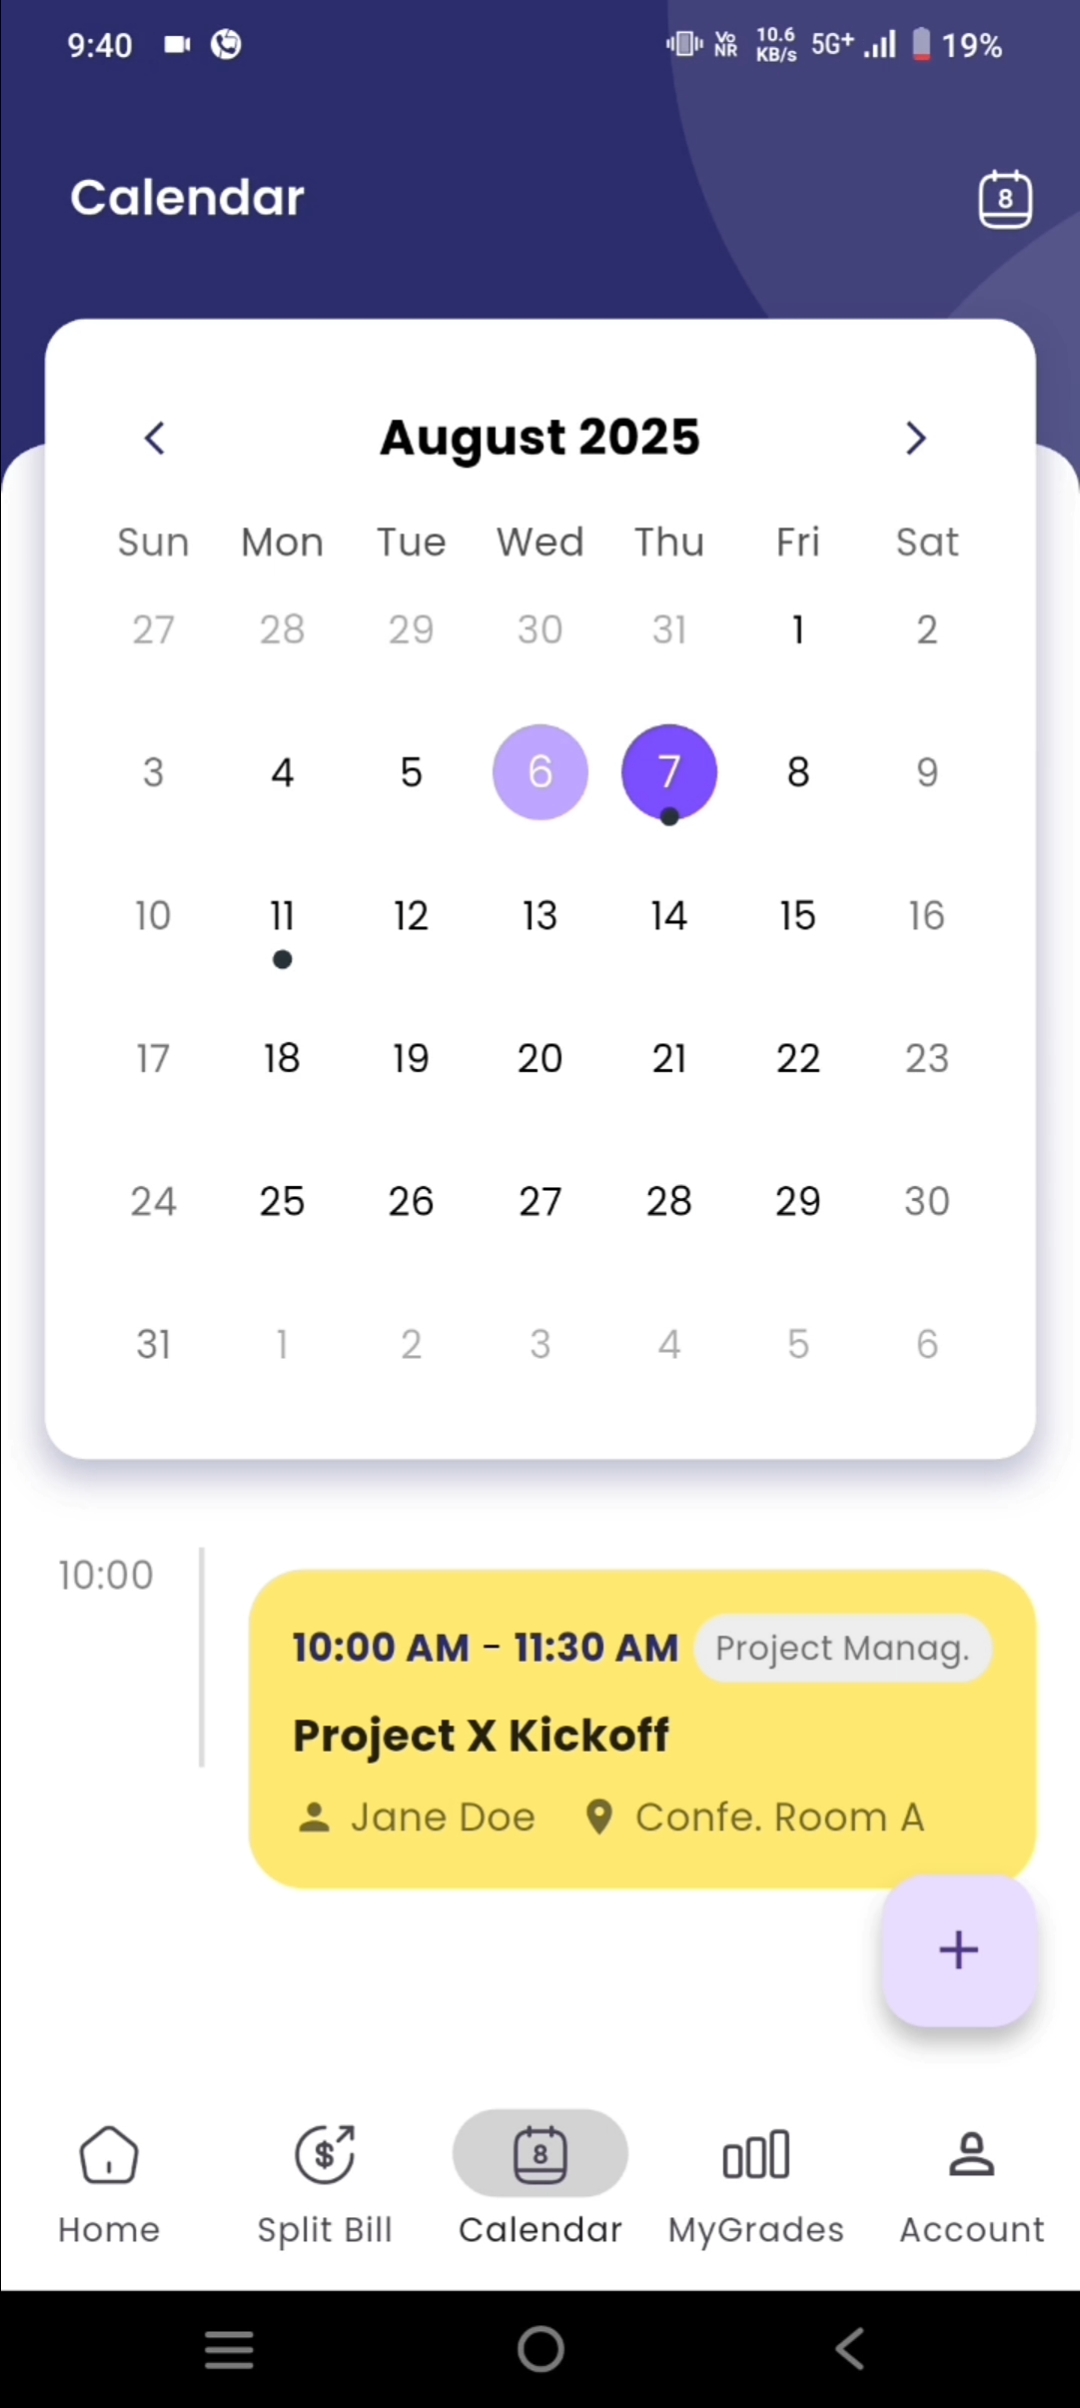 9:40 Vo NR 10.6 KB/s 5G+ 19%
Calendar 8
August 2025
Sun Mon Tue Wed Thu Fri Sat
27 28 29 30 31 1 2
3 4 5 6 7 8 9
10 11 12 13 14 15 16
17 18 19 20 21 22 23
24 25 26 27 28 29 30
31 1 2 3 4 5 6
10:00
10:00 AM - 11:30 AM Project Manag.
Project X Kickoff
Jane Doe Confe. Room A
+
$ 8
Home Split Bill Calendar MyGrades Account